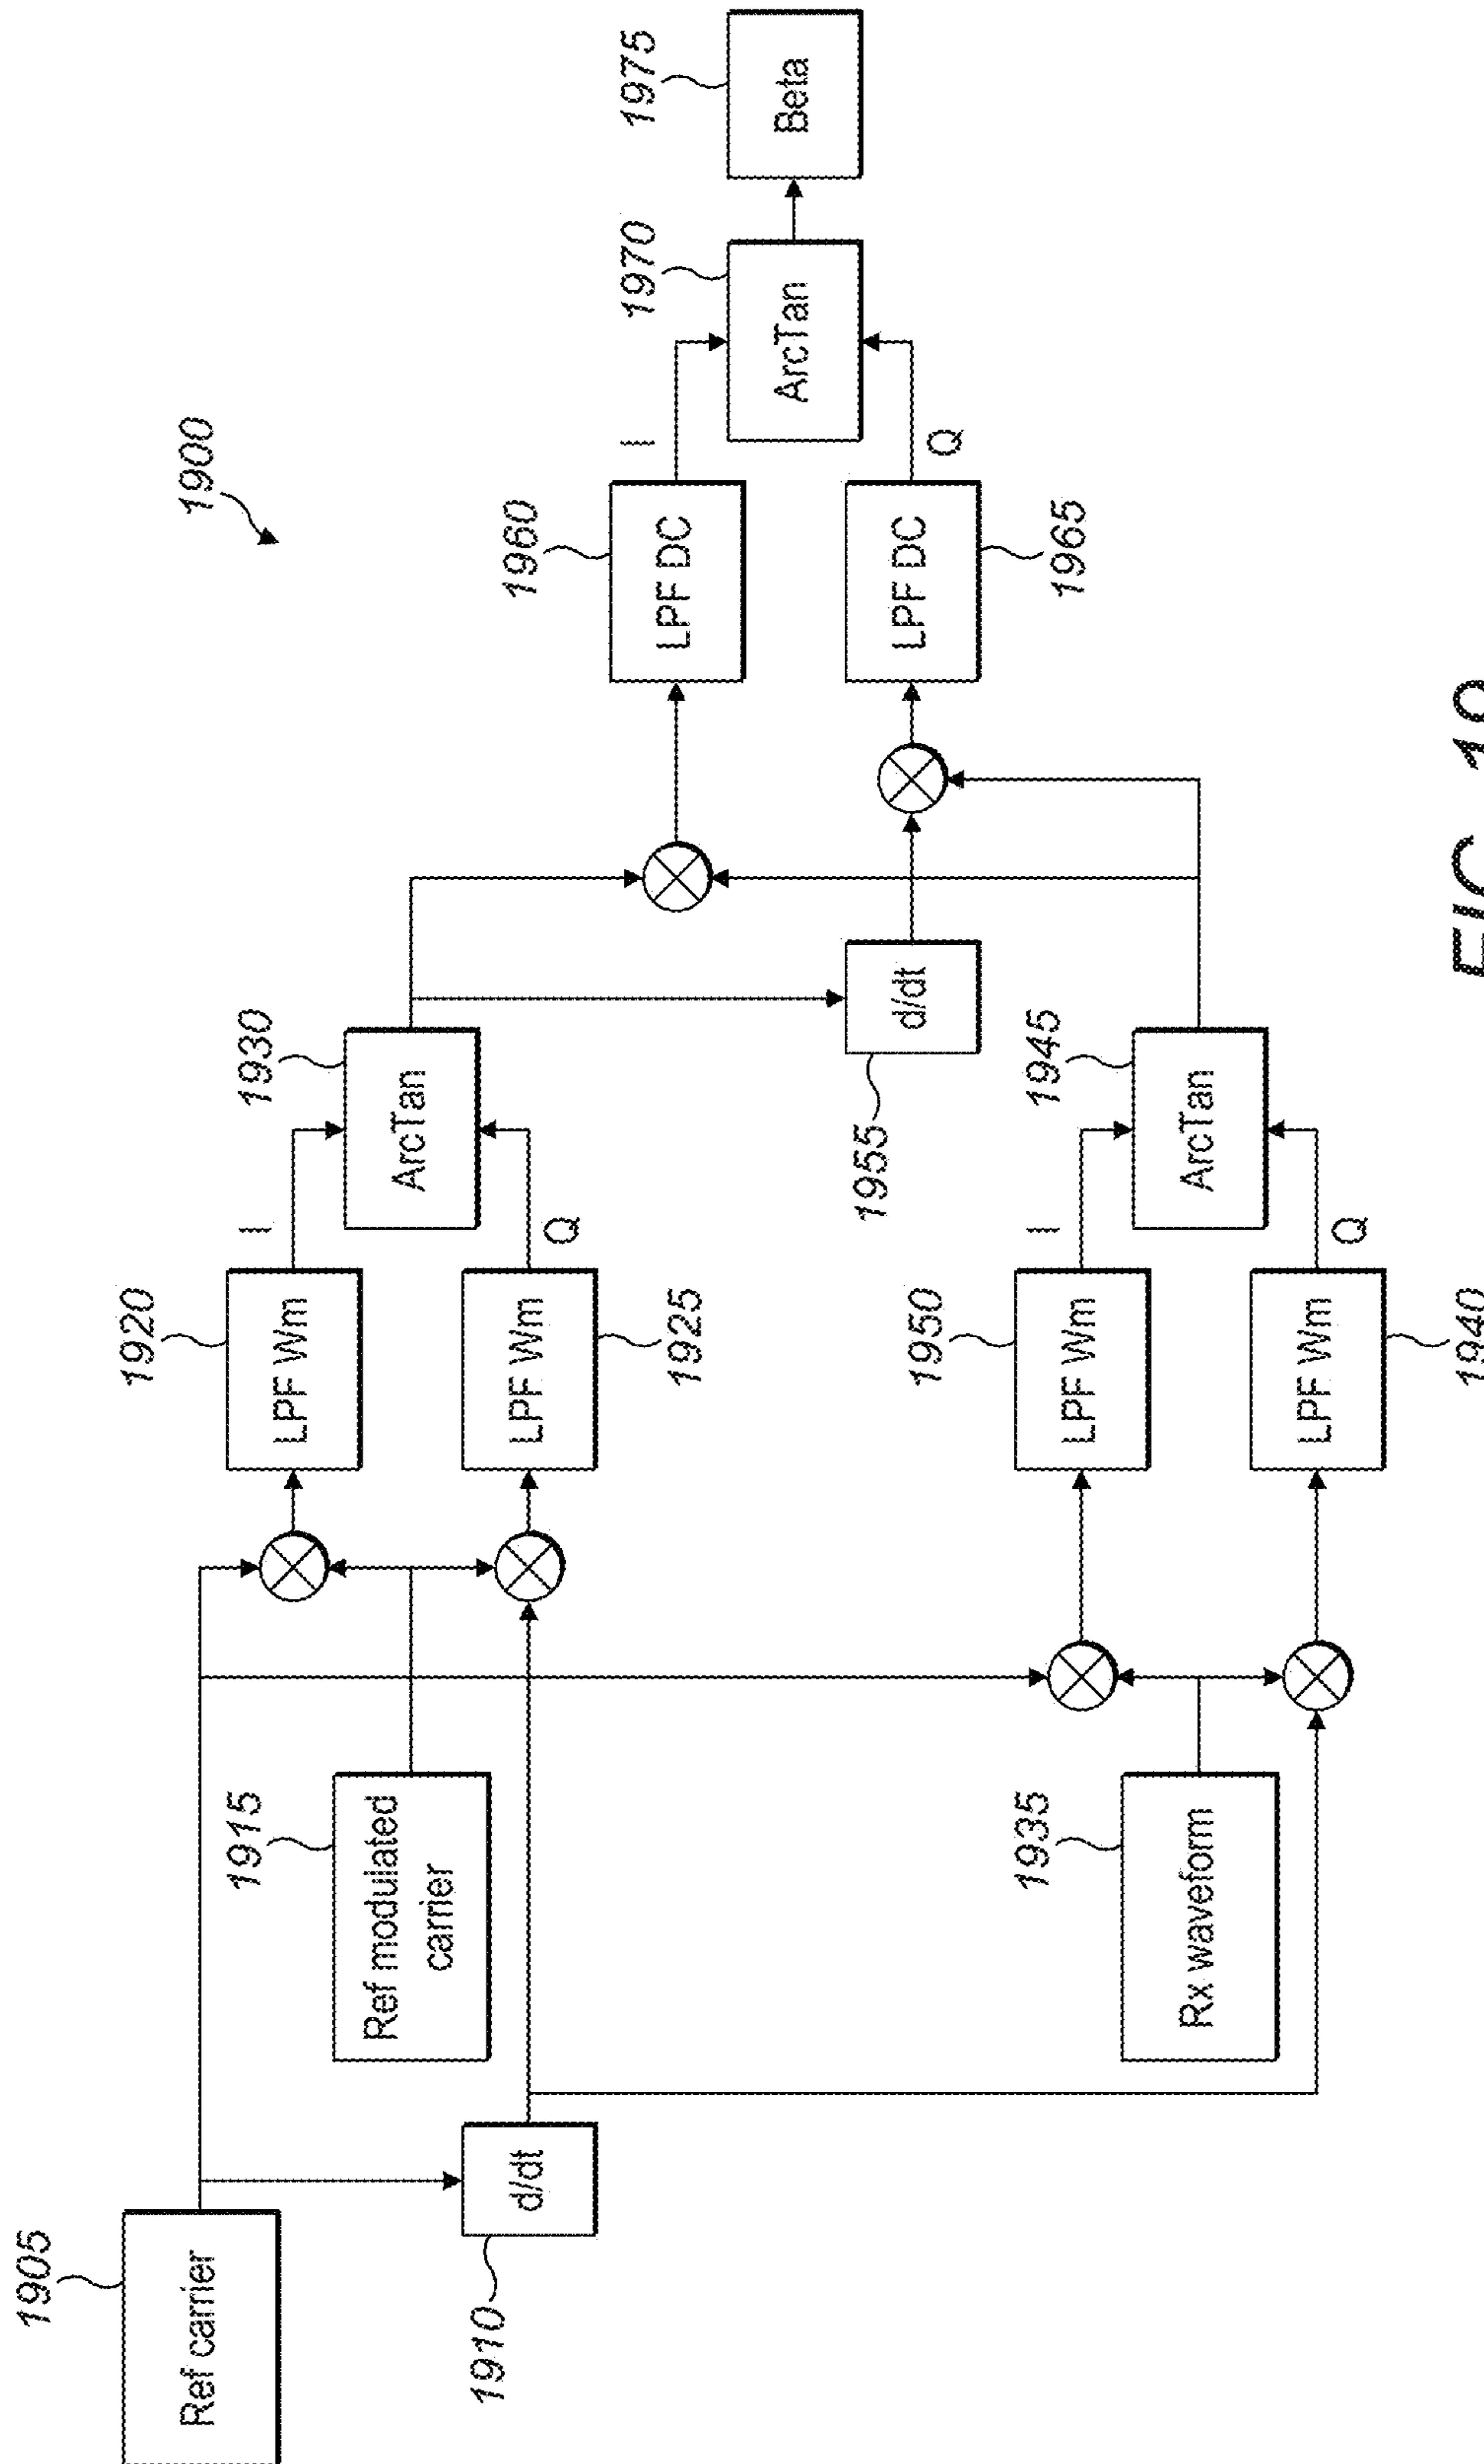 1900
1905
Ref carrier
1910
d/dt
1915
Ref modulated
carrier
1920
LPF Wm
I
1925
LPF Wm
Q
1930
ArcTan
1935
Rx waveform
1950
LPF Wm
I
1940
LPF Wm
Q
1945
ArcTan
1955
d/dt
1960
LPF DC
I
1965
LPF DC
Q
1970
ArcTan
1975
Beta